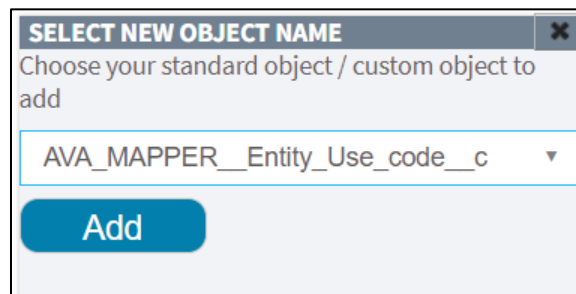 SELECT NEW OBJECT NAME
Choose your standard object / custom object to
add
AVA_MAPPER__Entity_Use_code__c
Add